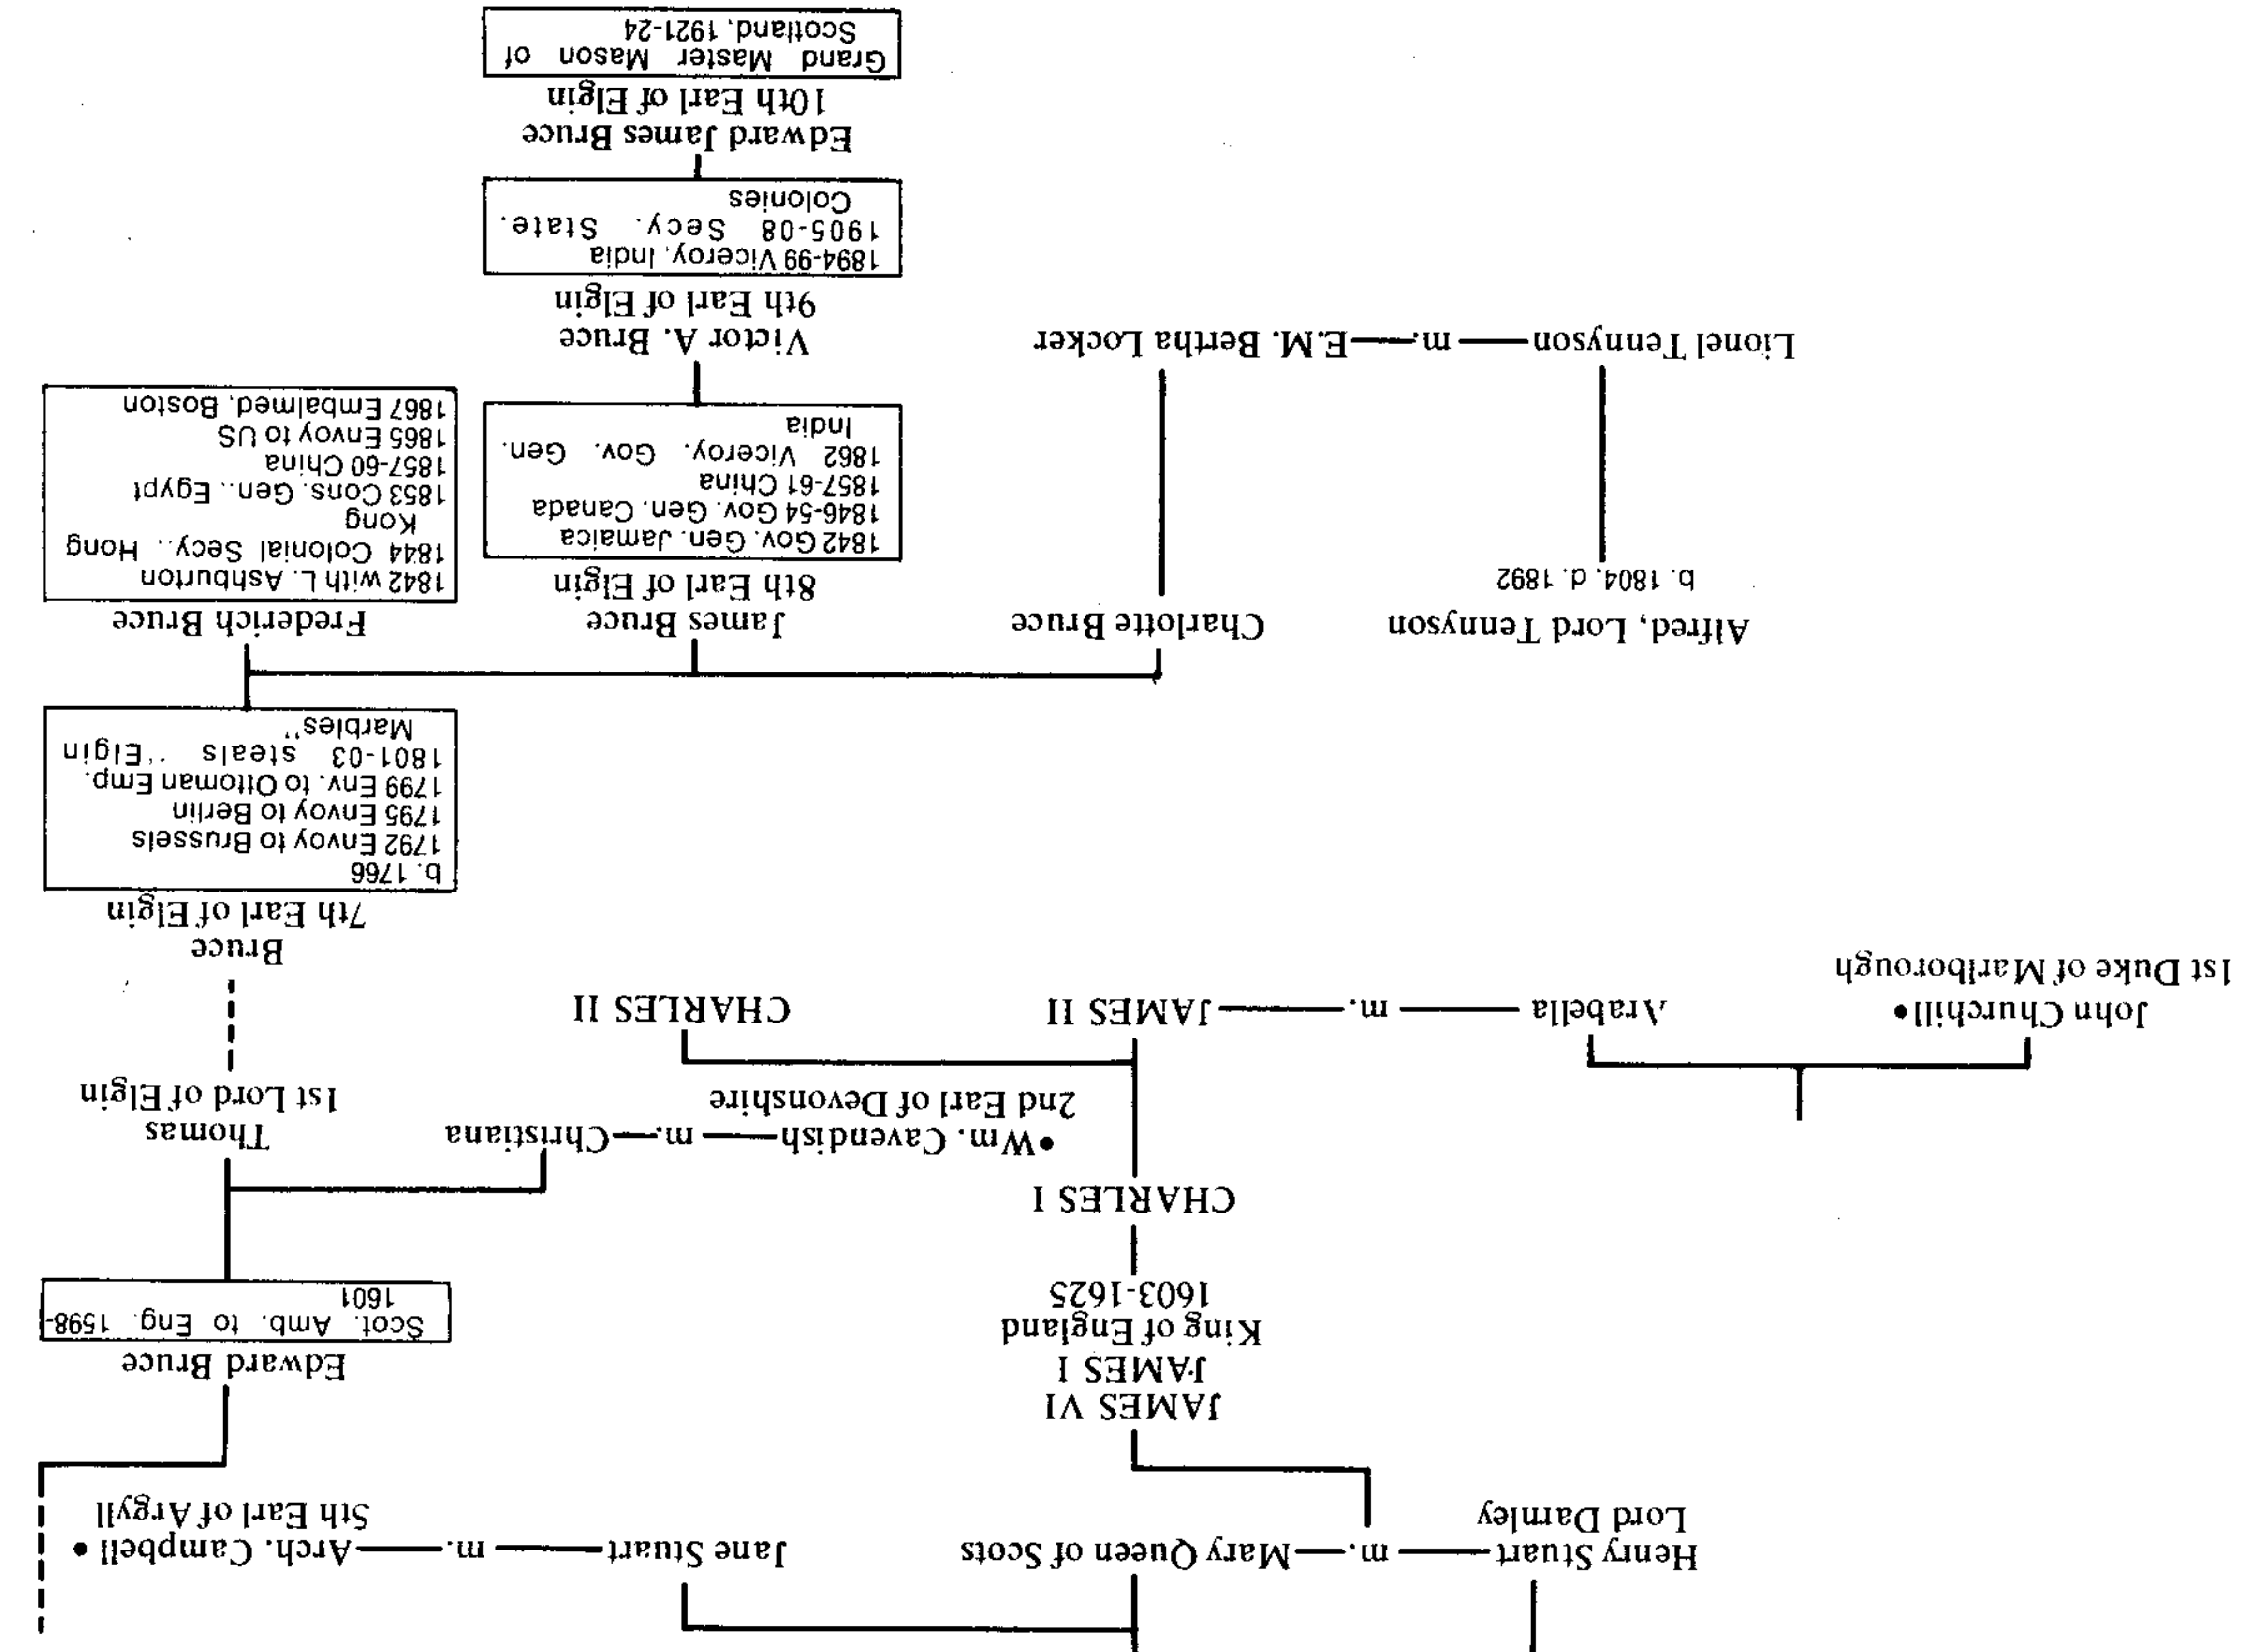 Henry Stuart — m. — Mary Queen of Scots
Lord Darnley
Jane Stuart — m. — Arch. Campbell •
5th Earl of Argyll
JAMES VI
JAMES I
King of England
1603-1625
Edward Bruce
Scot. Amb. to Eng. 1598-
1601
CHARLES I
•Wm. Cavendish — m. — Christiana
2nd Earl of Devonshire
Thomas
1st Lord of Elgin
John Churchill•
1st Duke of Marlborough
Arabella — m. — JAMES II
CHARLES II
Bruce
7th Earl of Elgin
b. 1766
1792 Envoy to Brussels
1795 Envoy to Berlin
1799 Env. to Ottoman Emp.
1801-03 steals "Elgin
Marbles"
Alfred, Lord Tennyson
b. 1804, d. 1892
Charlotte Bruce
James Bruce
8th Earl of Elgin
1842 Gov. Gen. Jamaica
1846-54 Gov. Gen. Canada
1857-61 China
1862 Viceroy. Gov. Gen.
India
Frederich Bruce
1842 with L. Ashburton
1844 Colonial Secy.. Hong
Kong
1853 Cons. Gen.. Egypt
1857-60 China
1865 Envoy to US
1867 Embalmed, Boston
Lionel Tennyson — m. — E.M. Bertha Locker
Victor A. Bruce
9th Earl of Elgin
1894-99 Viceroy, India
1905-08 Secy. State.
Colonies
Edward James Bruce
10th Earl of Elgin
Grand Master Mason of
Scotland, 1921-24